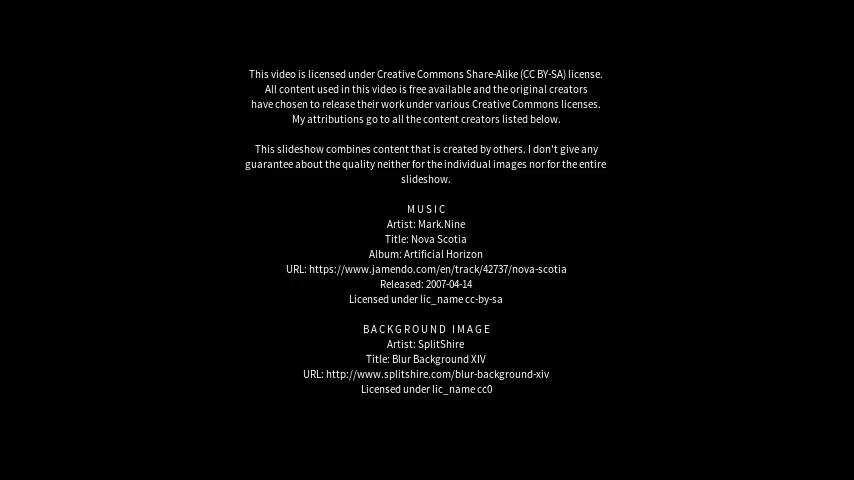 This video is licensed under Creative Commons Share-Alike (CC BY-SA) license.
All content used in this video is free available and the original creators
have chosen to release their work under various Creative Commons licenses.
My attributions go to all the content creators listed below.
This slideshow combines content that is created by others. I don't give any
guarantee about the quality neither for the individual images nor for the entire
slideshow.
MUSIC
Artist: Mark.Nine
Title: Nova Scotia
Album: Artificial Horizon
URL: https://www.jamendo.com/en/track/42737/nova-scotia
Released: 2007-04-14
Licensed under lic_name cc-by-sa
BACKGROUND IMAGE
Artist: SplitShire
Title: Blur Background XIV
URL: http://www.splitshire.com/blur-background-xiv
Licensed under lic_name cc0